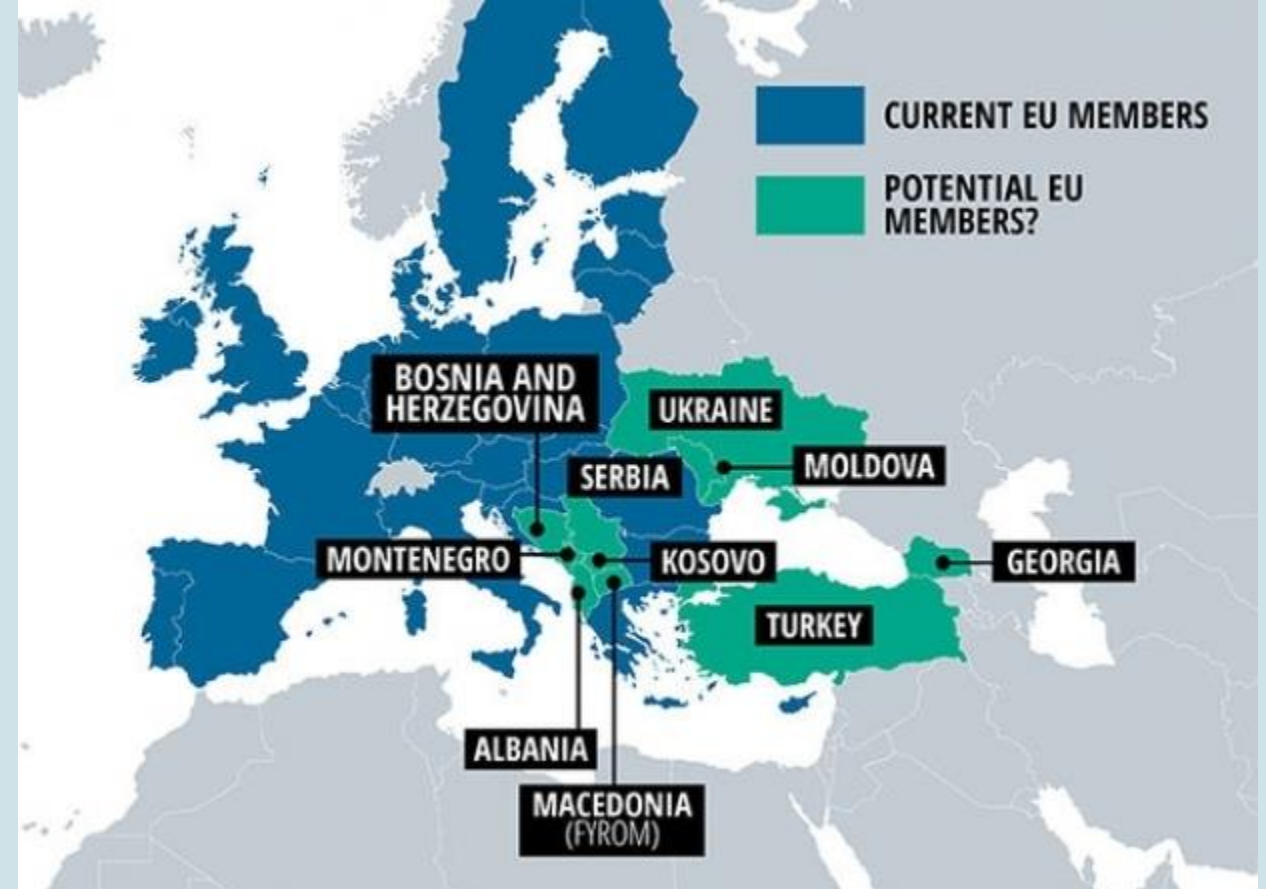 CURRENT EU MEMBERS
POTENTIAL EU
MEMBERS?
BOSNIA AND
HERZEGOVINA
UKRAINE
SERBIA
MOLDOVA
MONTENEGRO
KOSOVO
GEORGIA
TURKEY
ALBANIA
MACEDONIA
(FYROM)